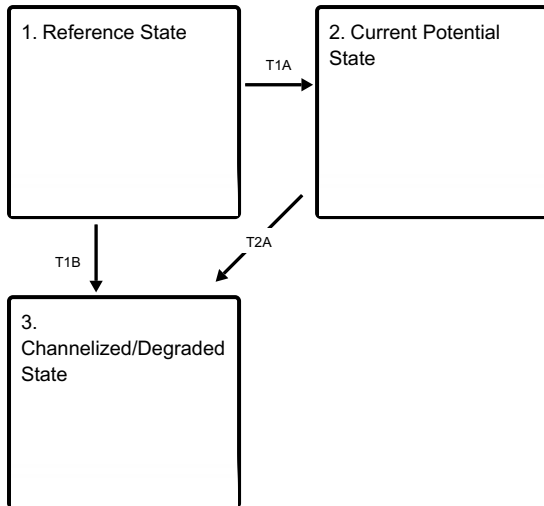 1. Reference State
T1A
2. Current Potential
State
T1B
T2A
3.
Channelized/Degraded
State